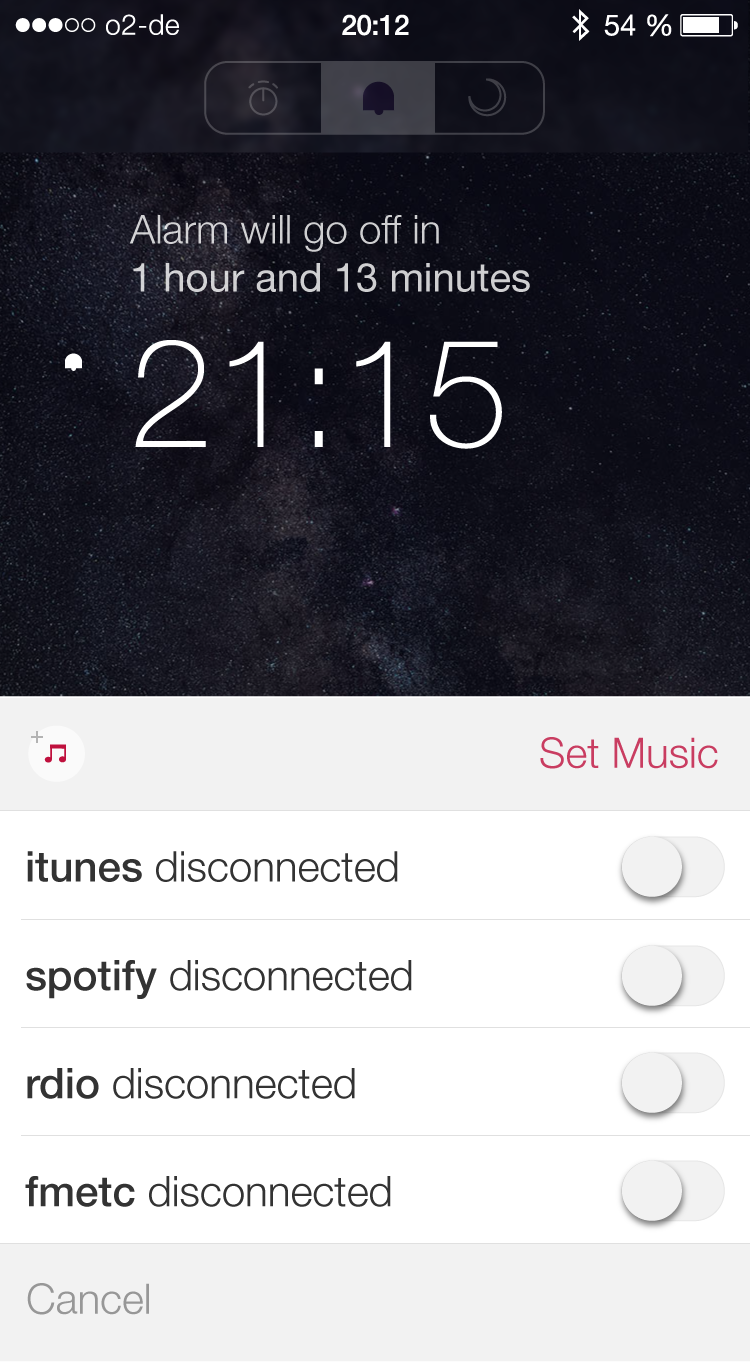 o2-de 20:12 54 %
Alarm will go off in
1 hour and 13 minutes
21:15
Set Music
itunes disconnected
spotify disconnected
rdio disconnected
fmetc disconnected
Cancel